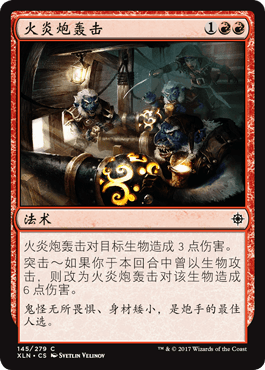 火炎炮轰击 1
法术
火炎炮轰击对目标生物造成 3 点伤害。
突击～如果你于本回合中曾以生物攻
击，则改为火炎炮轰击对该生物造成
6 点伤害。
鬼怪无所畏惧、身材矮小，是炮手的最佳
人选。
145/279 C
XLN • CS SVETLIN VELINOV
™ & © 2017 Wizards of the Coast